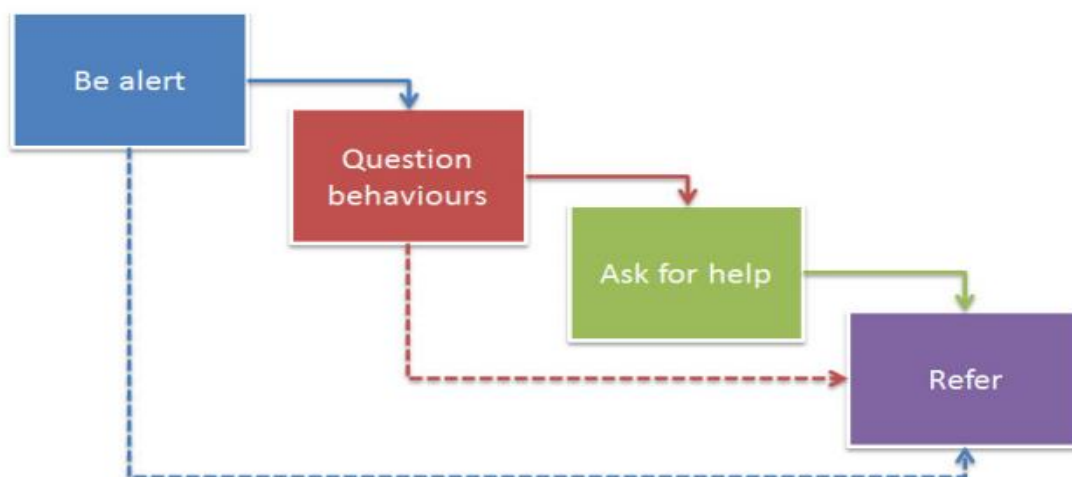 Be alert
Question
behaviours
Ask for help
Refer